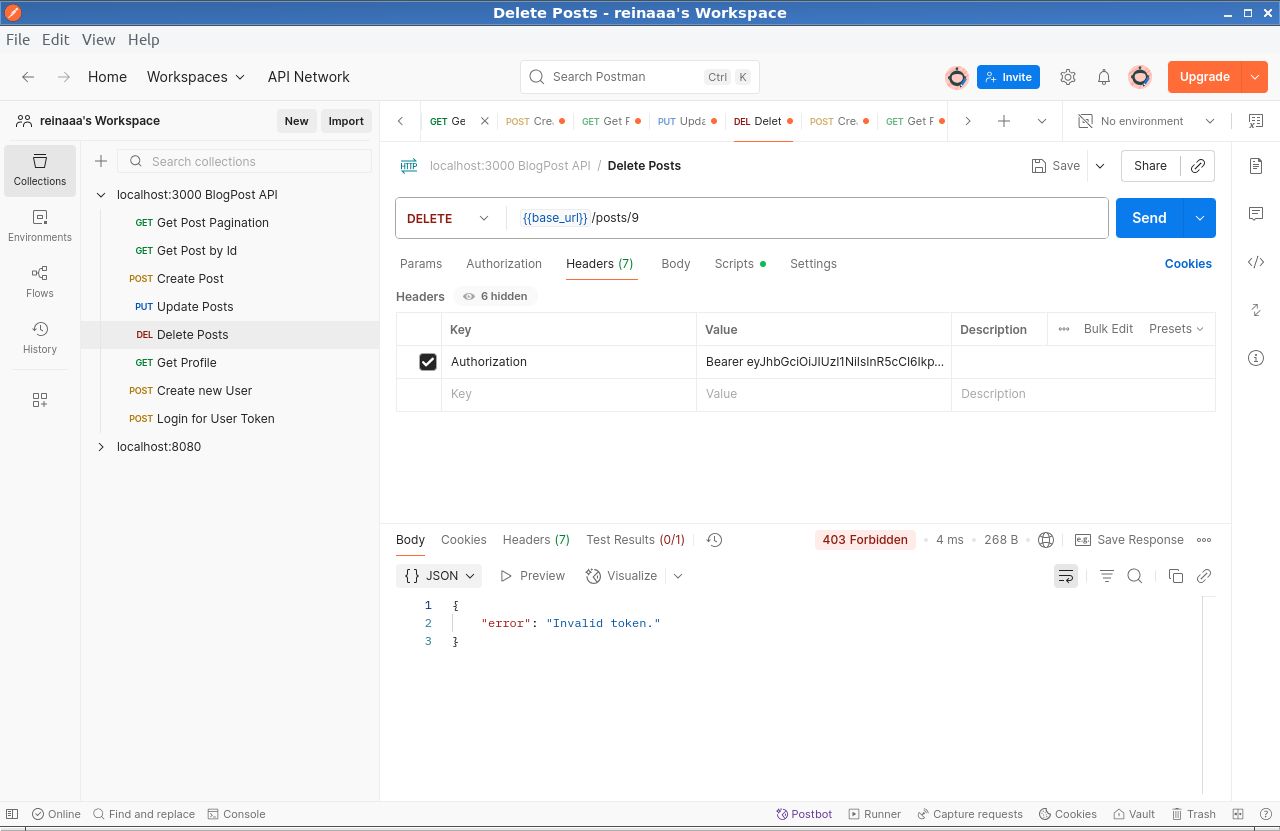 Delete Posts - reinaaa's Workspace
File Edit View Help
Home Workspaces API Network Search Postman Ctrl K Invite Upgrade
reinaaa's Workspace New Import
GET Ge POST Cre. GET Get F PUT Upda DEL Delet POST Cre. GET Get F No environment
Collections
Environments
Flows
History
Search collections
localhost:3000 BlogPost API
GET Get Post Pagination
GET Get Post by Id
POST Create Post
PUT Update Posts
DEL Delete Posts
GET Get Profile
POST Create new User
POST Login for User Token
localhost:8080
HTTP localhost:3000 BlogPost API / Delete Posts Save Share
DELETE {{base_url}} /posts/9 Send
Params Authorization Headers (7) Body Scripts Settings Cookies
Headers 6 hidden
Key Value Description Bulk Edit Presets
Authorization Bearer eyJhbGciOiJIUzI1NiIsInR5cCI6Ikp...
Key Value Description
Body Cookies Headers (7) Test Results (0/1) 403 Forbidden 4 ms 268 B e.g. Save Response
{} JSON Preview Visualize
1 {
2 "error": "Invalid token."
3 }
Online Find and replace Console Postbot Runner Capture requests Cookies Vault Trash